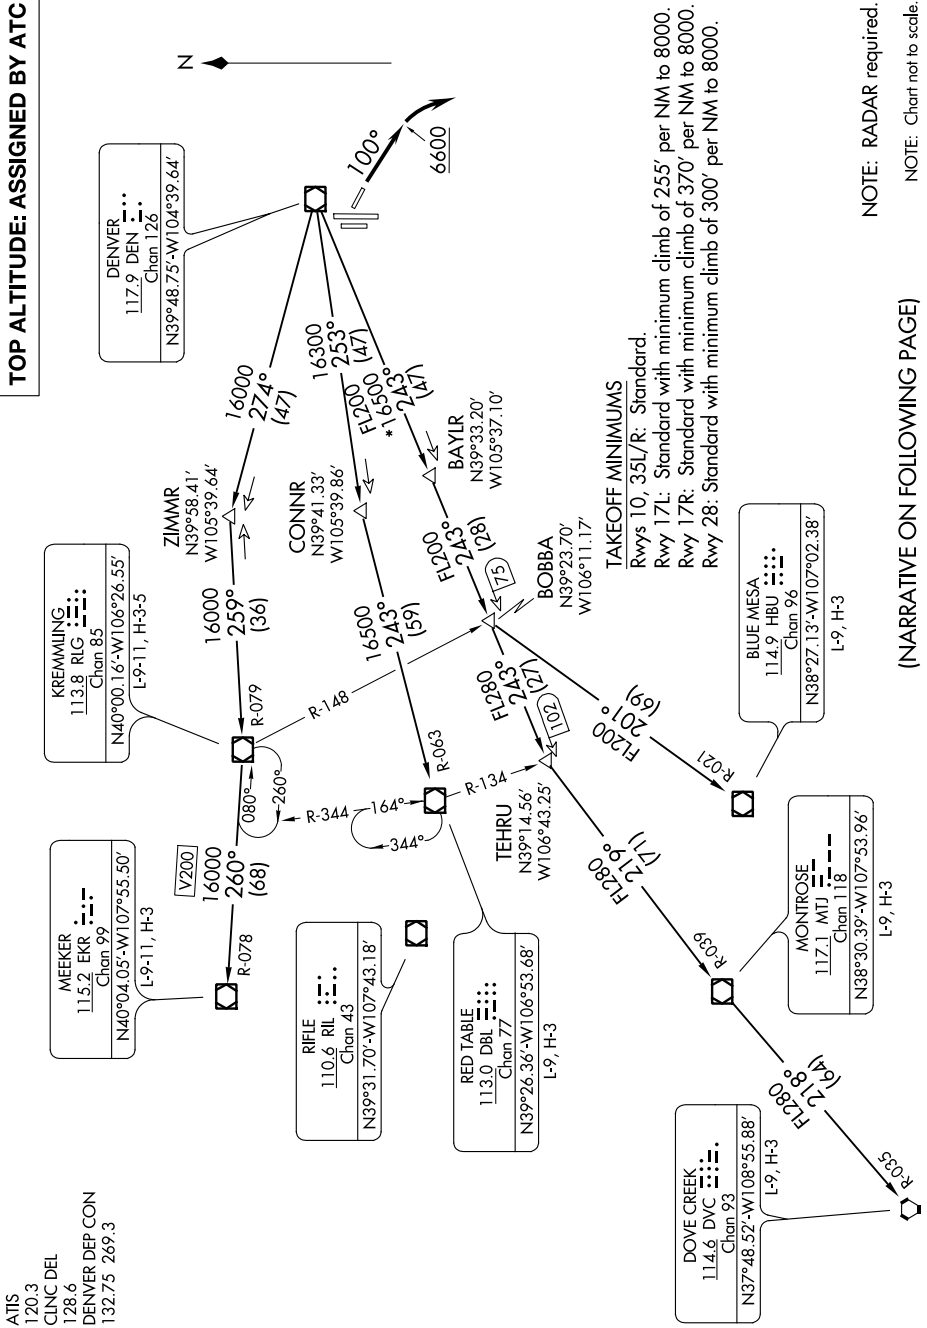 TOP ALTITUDE: ASSIGNED BY ATC
ATIS
120.3
CLNC DEL
128.6
DENVER DEP CON
132.75 269.3
N
DENVER
117.9 DEN
Chan 126
N39°48.75'-W104°39.64'
100°
6600
KREMMLING
113.8 RLG
Chan 85
N40°00.16'-W106°26.55'
L-9-11, H-3-5
MEEKER
115.2 EKR
Chan 99
N40°04.05'-W107°55.50'
L-9-11, H-3
ZIMMR
N39°58.41'
W105°39.64'
16000
274°
(47)
16000
259°
(36)
R-079
V200
16000
260°
(68)
R-078
080°
260°
CONNR
N39°41.33'
W105°39.86'
16300
253°
(47)
16500
243°
(59)
R-063
FL200
*16500
243°
(47)
BAYLR
N39°33.20'
W105°37.10'
FL200
243°
(28)
R-148
75
BOBBA
N39°23.70'
W106°11.17'
FL280
243°
(27)
102
R-344
164°
344°
R-134
TEHRU
N39°14.56'
W106°43.25'
RIFLE
110.6 RIL
Chan 43
N39°31.70'-W107°43.18'
RED TABLE
113.0 DBL
Chan 77
N39°26.36'-W106°53.68'
L-9, H-3
FL200
201°
(69)
R-021
BLUE MESA
114.9 HBU
Chan 96
N38°27.13'-W107°02.38'
L-9, H-3
FL280
219°
(71)
R-039
MONTROSE
117.1 MTJ
Chan 118
N38°30.39'-W107°53.96'
L-9, H-3
FL280
218°
(64)
R-035
DOVE CREEK
114.6 DVC
Chan 93
N37°48.52'-W108°55.88'
L-9, H-3
TAKEOFF MINIMUMS
Rwys 10, 35L/R: Standard.
Rwy 17L: Standard with minimum climb of 255' per NM to 8000.
Rwy 17R: Standard with minimum climb of 370' per NM to 8000.
Rwy 28: Standard with minimum climb of 300' per NM to 8000.
NOTE: RADAR required.
NOTE: Chart not to scale.
(NARRATIVE ON FOLLOWING PAGE)